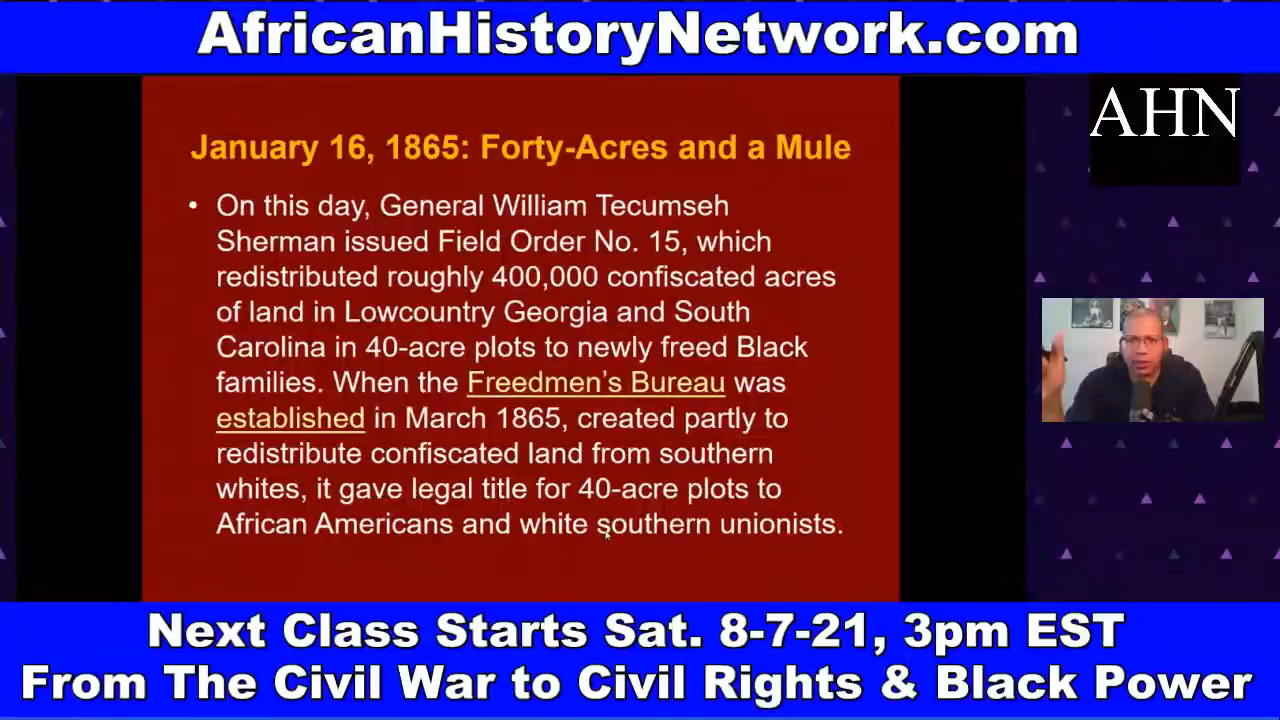 AfricanHistoryNetwork.com
AHN
January 16, 1865: Forty-Acres and a Mule
• On this day, General William Tecumseh
Sherman issued Field Order No. 15, which
redistributed roughly 400,000 confiscated acres
of land in Lowcountry Georgia and South
Carolina in 40-acre plots to newly freed Black
families. When the Freedmen's Bureau was
established in March 1865, created partly to
redistribute confiscated land from southern
whites, it gave legal title for 40-acre plots to
African Americans and white southern unionists.
Next Class Starts Sat. 8-7-21, 3pm EST
From The Civil War to Civil Rights & Black Power